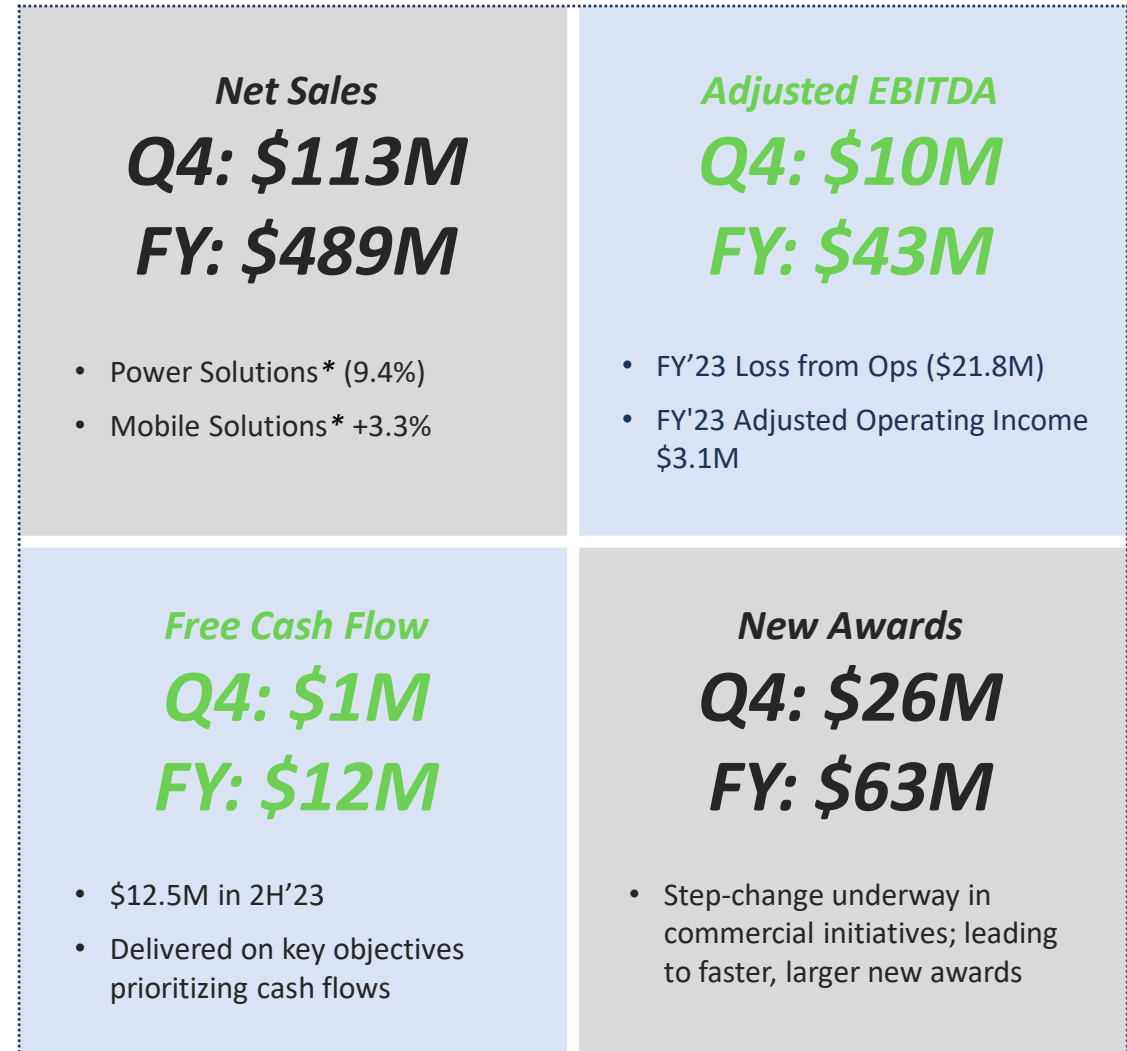 Net Sales
Q4: $113M
FY: $489M
• Power Solutions* (9.4%)
• Mobile Solutions* +3.3%
Adjusted EBITDA
Q4: $10M
FY: $43M
• FY’23 Loss from Ops ($21.8M)
• FY'23 Adjusted Operating Income
$3.1M
Free Cash Flow
Q4: $1M
FY: $12M
• $12.5M in 2H’23
• Delivered on key objectives
prioritizing cash flows
New Awards
Q4: $26M
FY: $63M
• Step-change underway in
commercial initiatives; leading
to faster, larger new awards